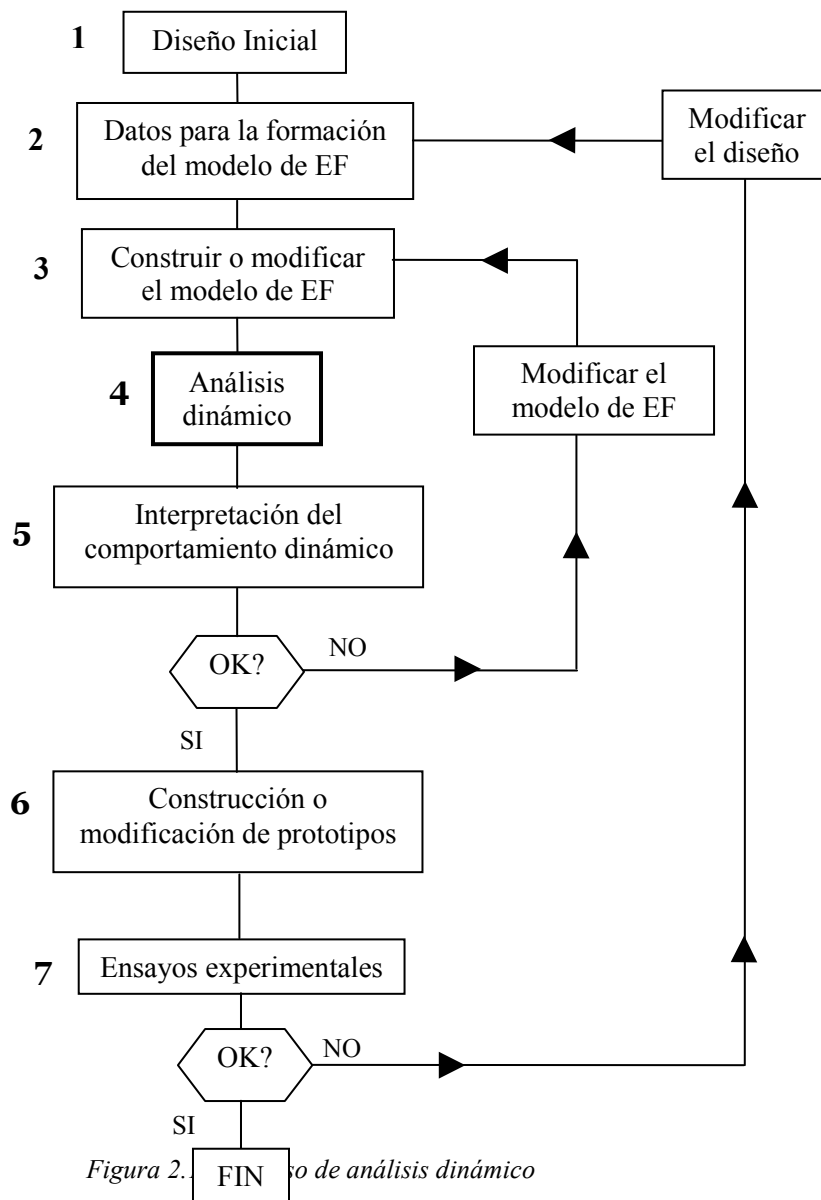 1 Diseño Inicial
2 Datos para la formación
del modelo de EF
Modificar
el diseño
3 Construir o modificar
el modelo de EF
4 Análisis
dinámico
Modificar el
modelo de EF
5 Interpretación del
comportamiento dinámico
OK? NO
SI
6 Construcción o
modificación de prototipos
7 Ensayos experimentales
OK? NO
SI
FIN
Figura 2. so de análisis dinámico